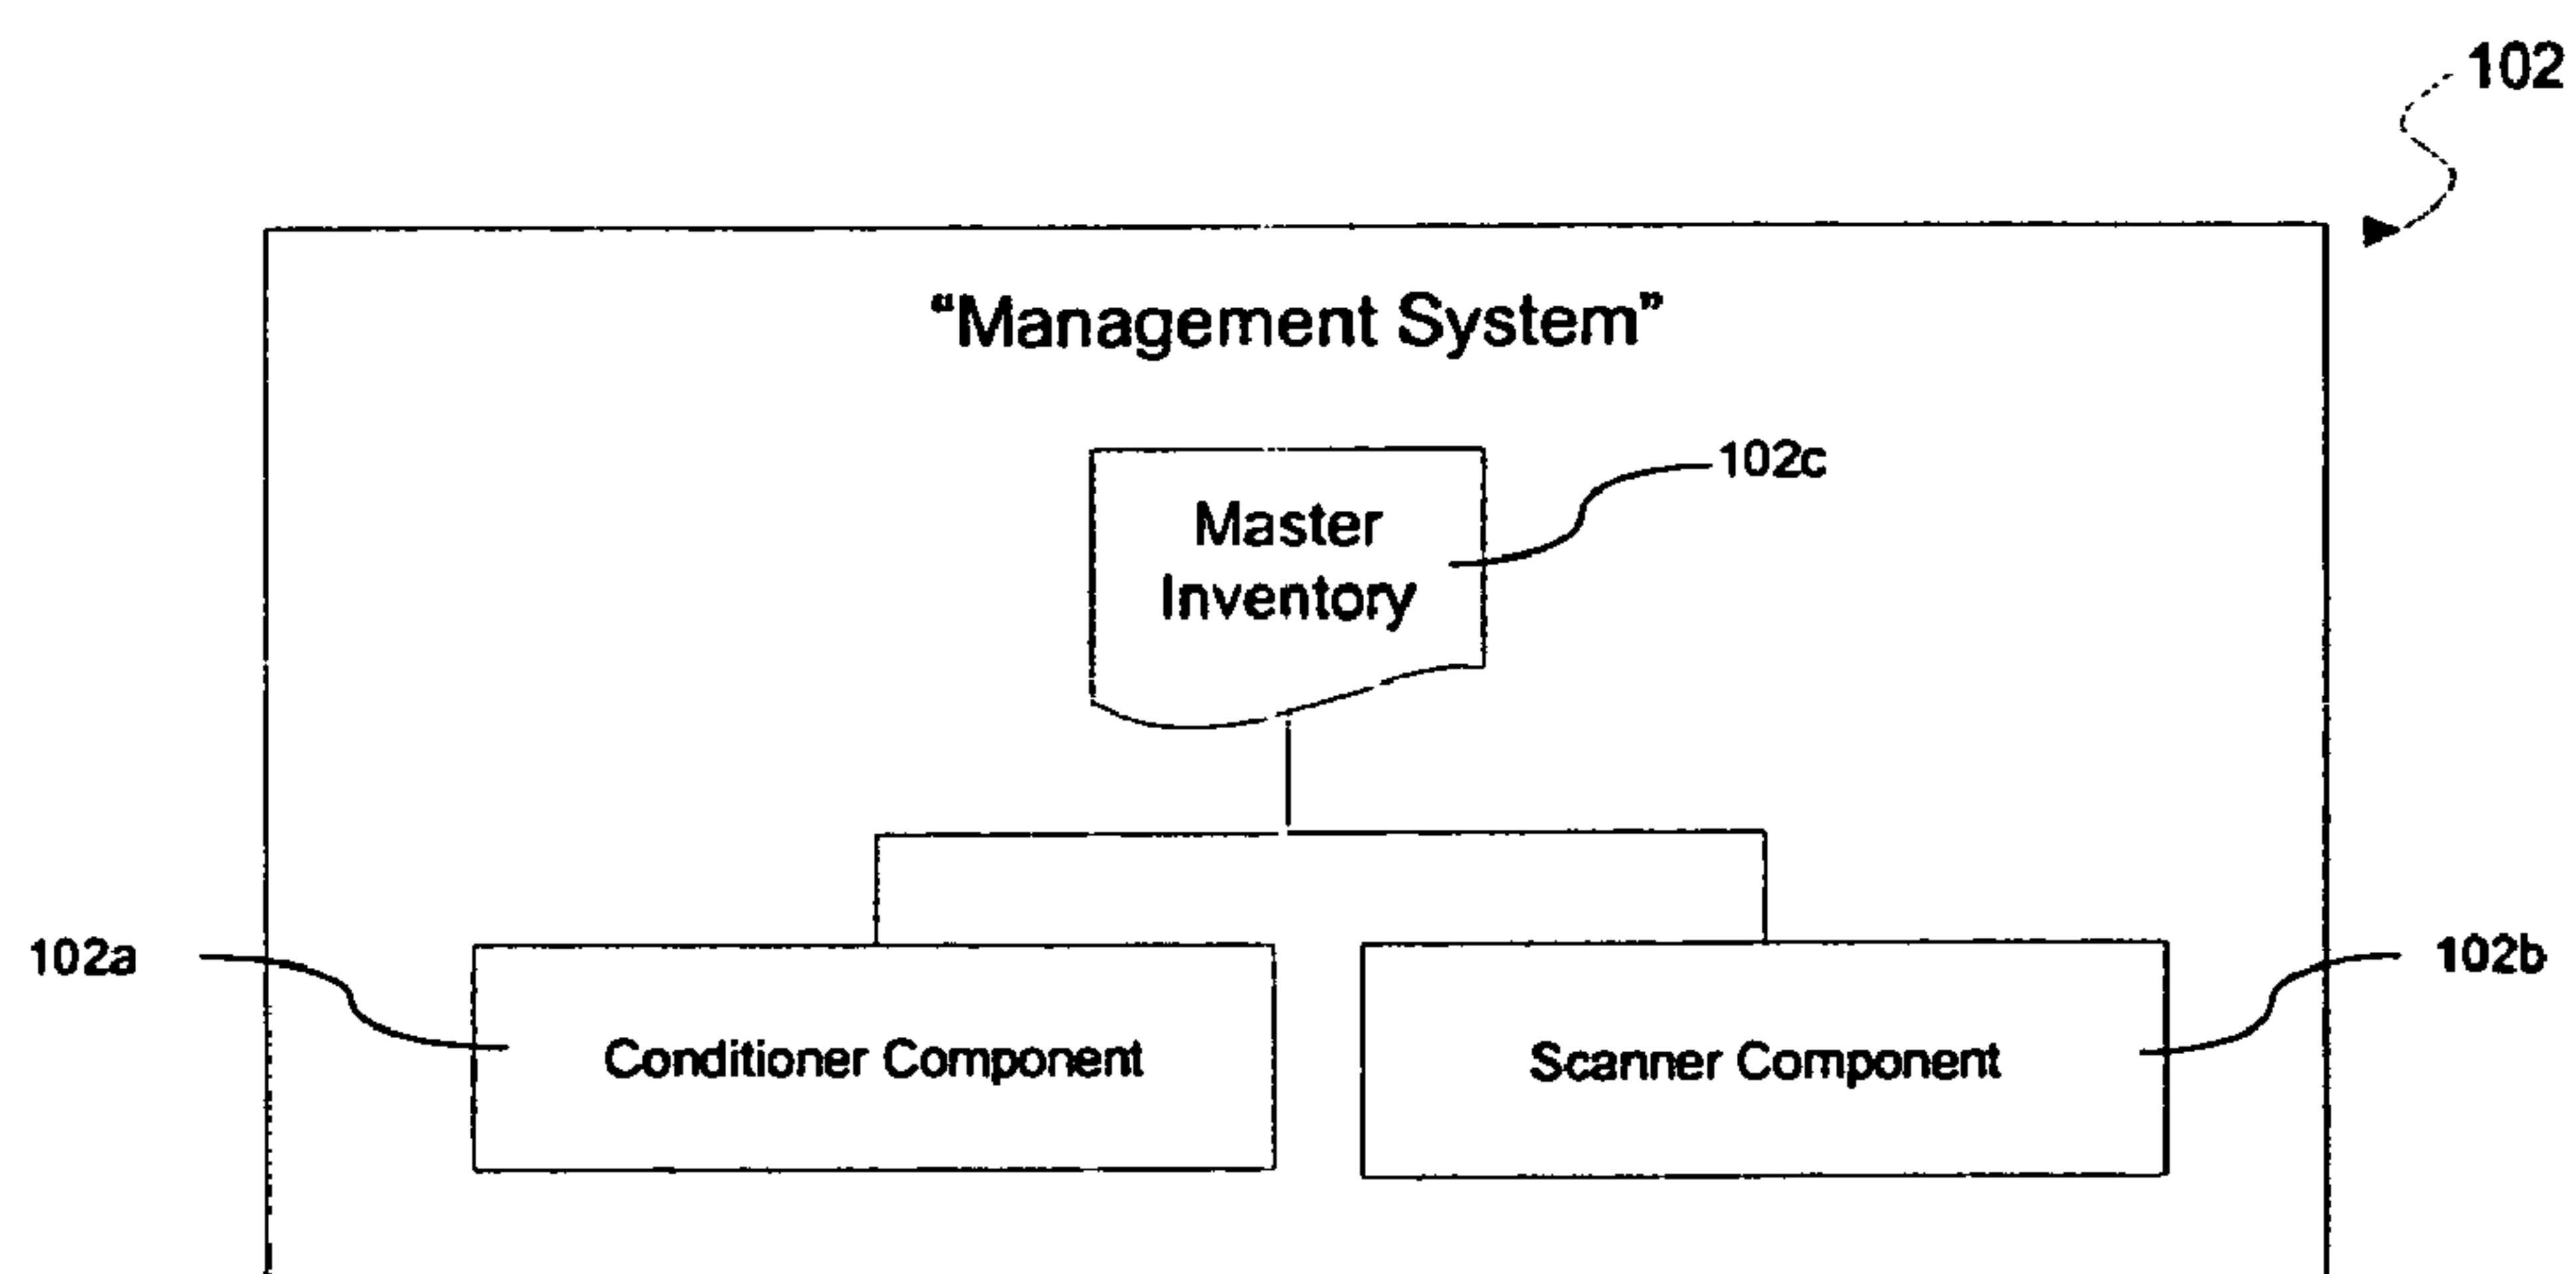 102
“Management System”
102c
Master
Inventory
102a
102b
Conditioner Component
Scanner Component